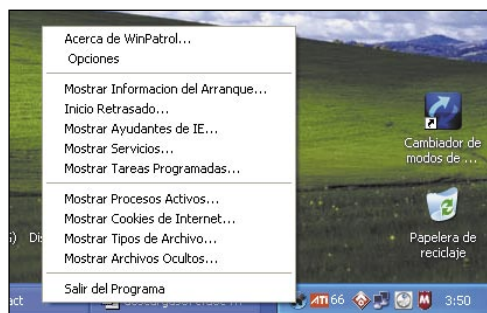 Acerca de WinPatrol...
Opciones
Mostrar Informacion del Arranque...
Inicio Retrasado...
Mostrar Ayudantes de IE...
Mostrar Servicios...
Mostrar Tareas Programadas...
Mostrar Procesos Activos...
Mostrar Cookies de Internet...
Mostrar Tipos de Archivo...
Mostrar Archivos Ocultos...
Salir del Programa
Cambiador de
modos de ...
Papelera de
reciclaje
ATI 66
3:50